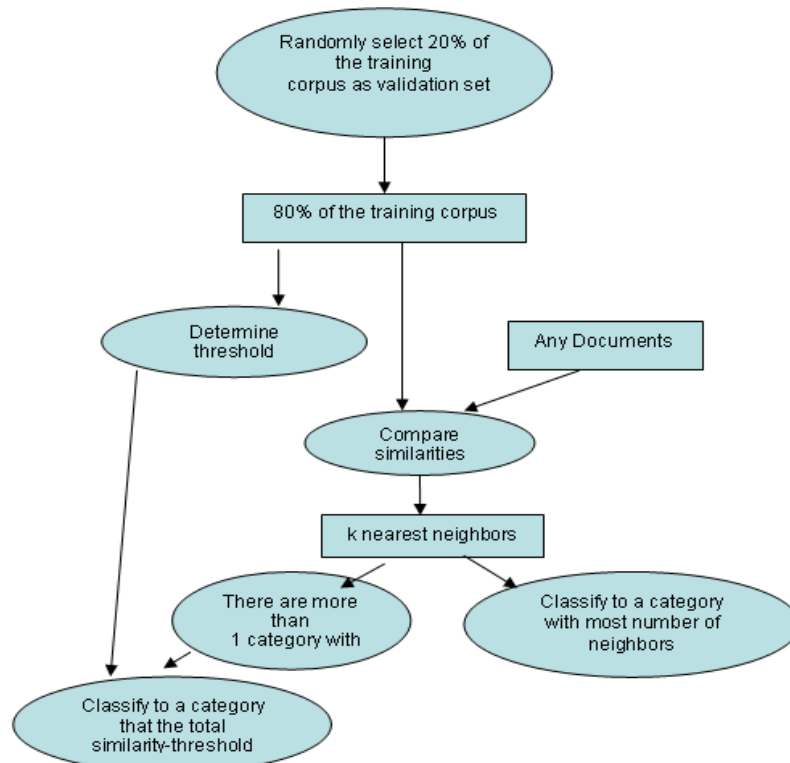 Randomly select 20% of
the training
corpus as validation set
80% of the training corpus
Determine
threshold
Any Documents
Compare
similarities
k nearest neighbors
There are more
than
1 category with
Classify to a category
with most number of
neighbors
Classify to a category
that the total
similarity-threshold